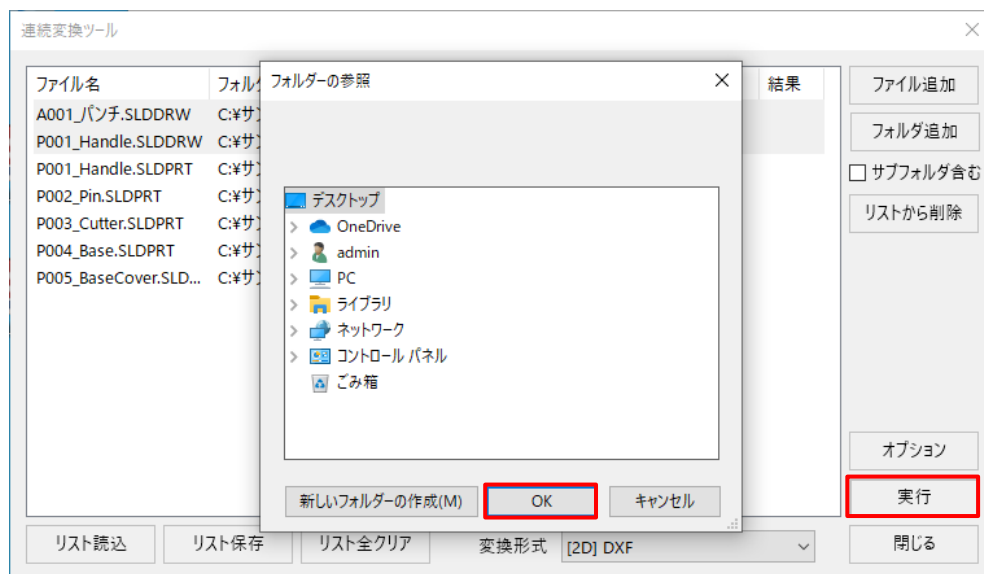 連続変換ツール
ファイル名 フォルダ 結果 ファイル追加
A001_パンチ.SLDDRW C:¥サン
P001_Handle.SLDDRW C:¥サン フォルダ追加
P001_Handle.SLDPRT C:¥サン サブフォルダ含む
P002_Pin.SLDPRT C:¥サン
P003_Cutter.SLDPRT C:¥サン リストから削除
P004_Base.SLDPRT C:¥サン
P005_BaseCover.SLD... C:¥サン
フォルダーの参照
デスクトップ
OneDrive
admin
PC
ライブラリ
ネットワーク
コントロール パネル
ごみ箱
新しいフォルダーの作成(M) OK キャンセル
オプション
実行
リスト読込 リスト保存 リスト全クリア 変換形式 [2D] DXF 閉じる